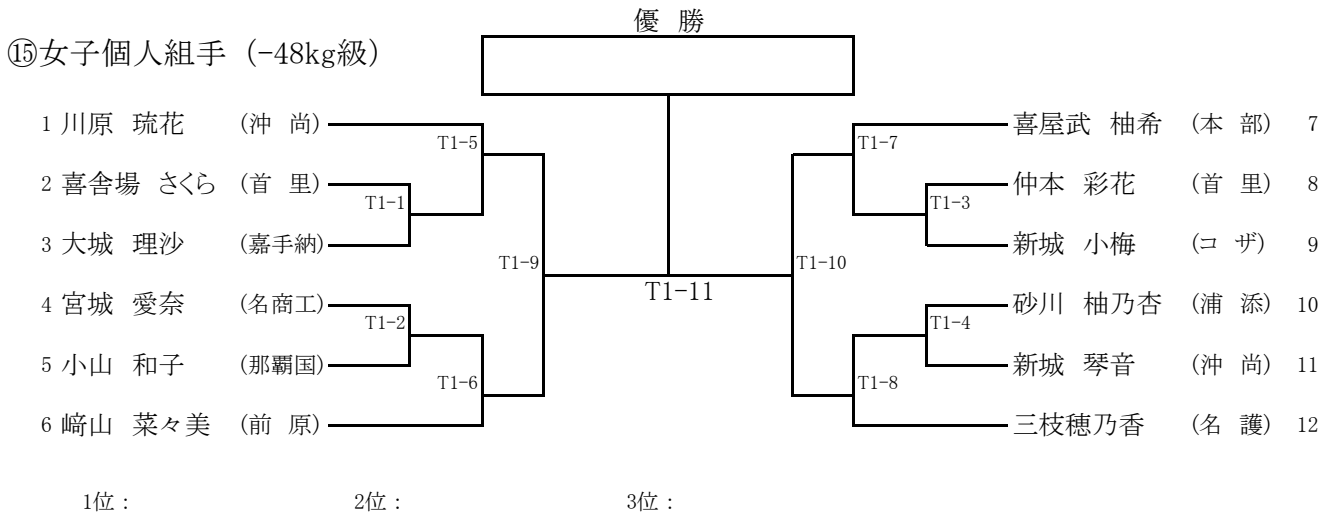 優 勝
⑮女子個人組手 (-48kg級)
1 川原 琉花 (沖 尚) 喜屋武 柚希 (本 部) 7
T1-5 T1-7
2 喜舎場 さくら (首 里) 仲本 彩花 (首 里) 8
T1-1 T1-3
3 大城 理沙 (嘉手納) 新城 小梅 (コ ザ) 9
T1-9 T1-10
T1-11
4 宮城 愛奈 (名商工) 砂川 柚乃杏 (浦 添) 10
T1-2 T1-4
5 小山 和子 (那覇国) 新城 琴音 (沖 尚) 11
T1-6 T1-8
6 﨑山 菜々美 (前 原) 三枝穂乃香 (名 護) 12
1位: 2位: 3位: